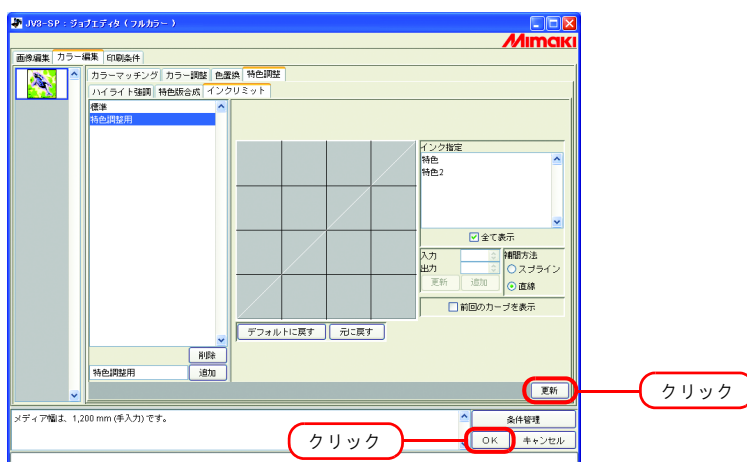 JV3-SP：ジョブエディタ（フルカラー）
Mimaki
画像編集 カラー編集 印刷条件
カラーマッチング カラー調整 色置換 特色調整
ハイライト強調 特色版合成 インクリミット
標準
特色調整用
インク指定
特色
特色2
全て表示
入力 補間方法
出力 スプライン
更新 追加 直線
前回のカーブを表示
デフォルトに戻す 元に戻す
削除
特色調整用 追加
更新 クリック
メディア幅は、1,200 mm (手入力) です。 条件管理
クリック OK キャンセル